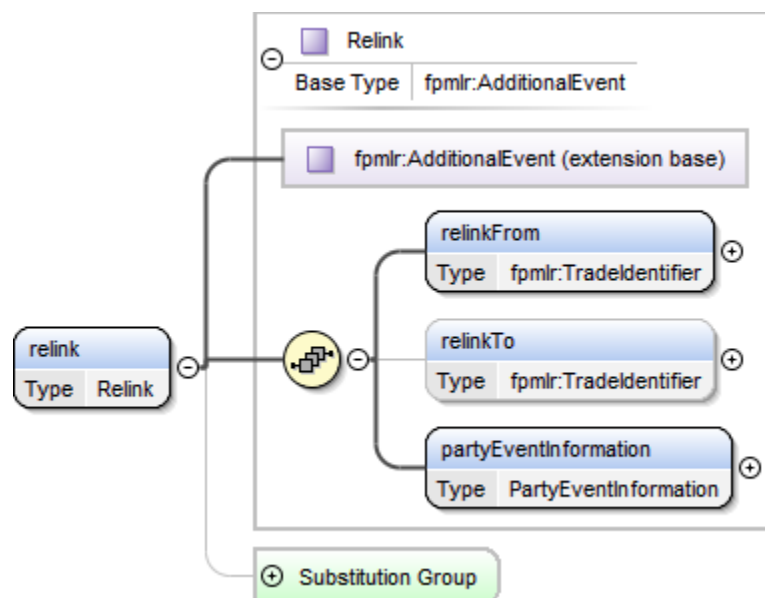 Relink
Base Type fpmlr:AdditionalEvent
fpmlr:AdditionalEvent (extension base)
relinkFrom
Type fpmlr:TradeIdentifier
relink
Type Relink
relinkTo
Type fpmlr:TradeIdentifier
partyEventInformation
Type PartyEventInformation
Substitution Group